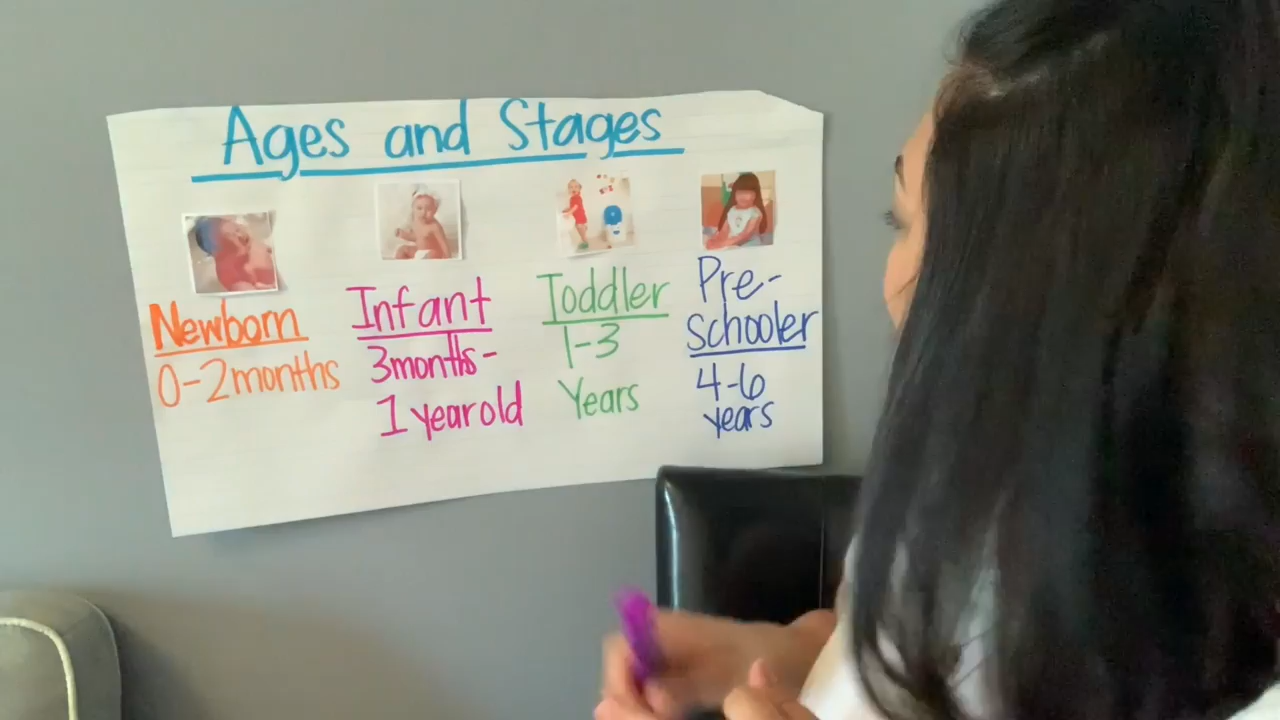 Ages and Stages
Newborn
0-2months
Infant
3months-
1 year old
Toddler
1-3
Years
Pre-
schooler
4-6
years